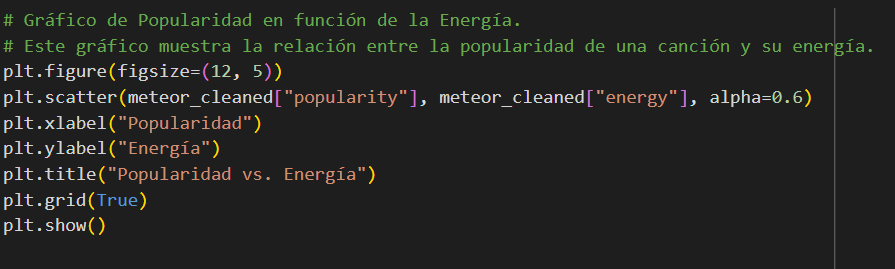 # Gráfico de Popularidad en función de la Energía.
# Este gráfico muestra la relación entre la popularidad de una canción y su energía.
plt.figure(figsize=(12, 5))
plt.scatter(meteor_cleaned["popularity"], meteor_cleaned["energy"], alpha=0.6)
plt.xlabel("Popularidad")
plt.ylabel("Energía")
plt.title("Popularidad vs. Energía")
plt.grid(True)
plt.show()